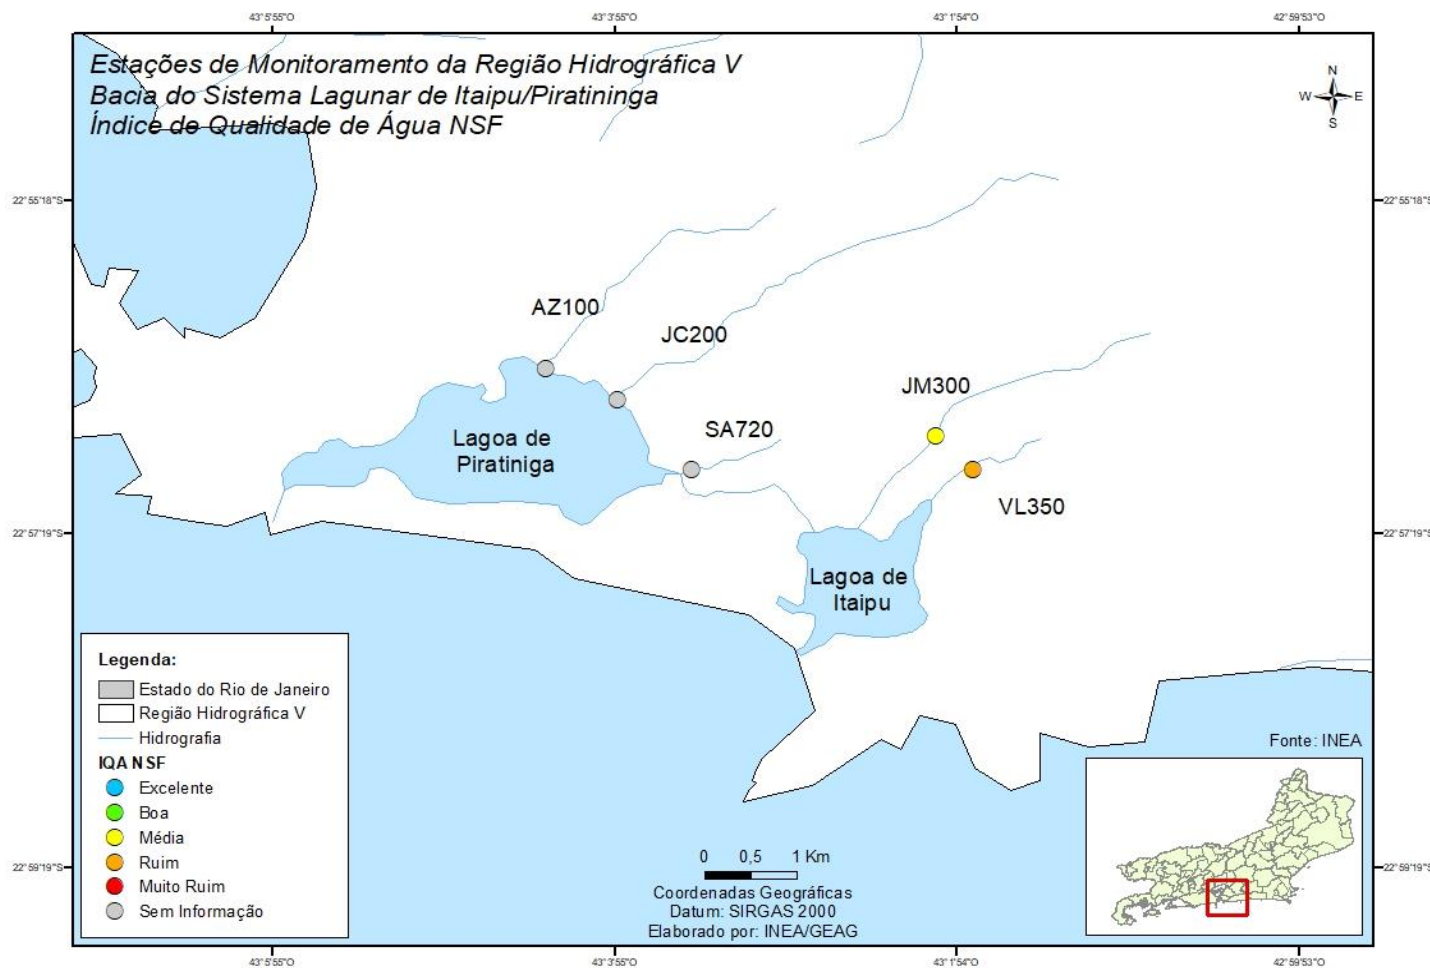 43°5'55"O
43°3'55"O
43°1'54"O
42°59'53"O
Estações de Monitoramento da Região Hidrográfica V
Bacia do Sistema Lagunar de Itaipu/Piratininga
Índice de Qualidade de Água NSF
N
W
E
S
22°55'18"S
22°55'18"S
AZ100
JC200
JM300
SA720
Lagoa de
Piratiniga
VL350
22°57'19"S
22°57'19"S
Lagoa de
Itaipu
Legenda:
Estado do Rio de Janeiro
Região Hidrográfica V
Hidrografia
IQA NSF
Excelente
Boa
Média
Ruim
Muito Ruim
Sem Informação
Fonte: INEA
0 0,5 1 Km
Coordenadas Geográficas
Datum: SIRGAS 2000
Elaborado por: INEA/GEAG
22°59'19"S
22°59'19"S
43°5'55"O
43°3'55"O
43°1'54"O
42°59'53"O